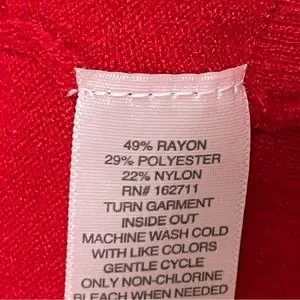 49% RAYON
29% POLYESTER
22% NYLON
RN# 162711
TURN GARMENT
INSIDE OUT
MACHINE WASH COLD
WITH LIKE COLORS
GENTLE CYCLE
ONLY NON-CHLORINE
BLEACH WHEN NEEDED